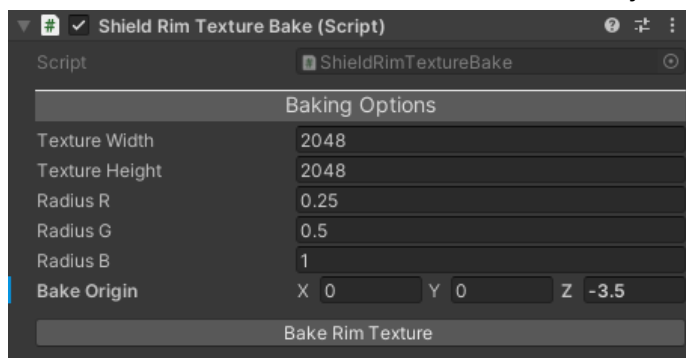 Shield Rim Texture Bake (Script)
Script ShieldRimTextureBake
Baking Options
Texture Width 2048
Texture Height 2048
Radius R 0.25
Radius G 0.5
Radius B 1
Bake Origin X 0 Y 0 Z -3.5
Bake Rim Texture